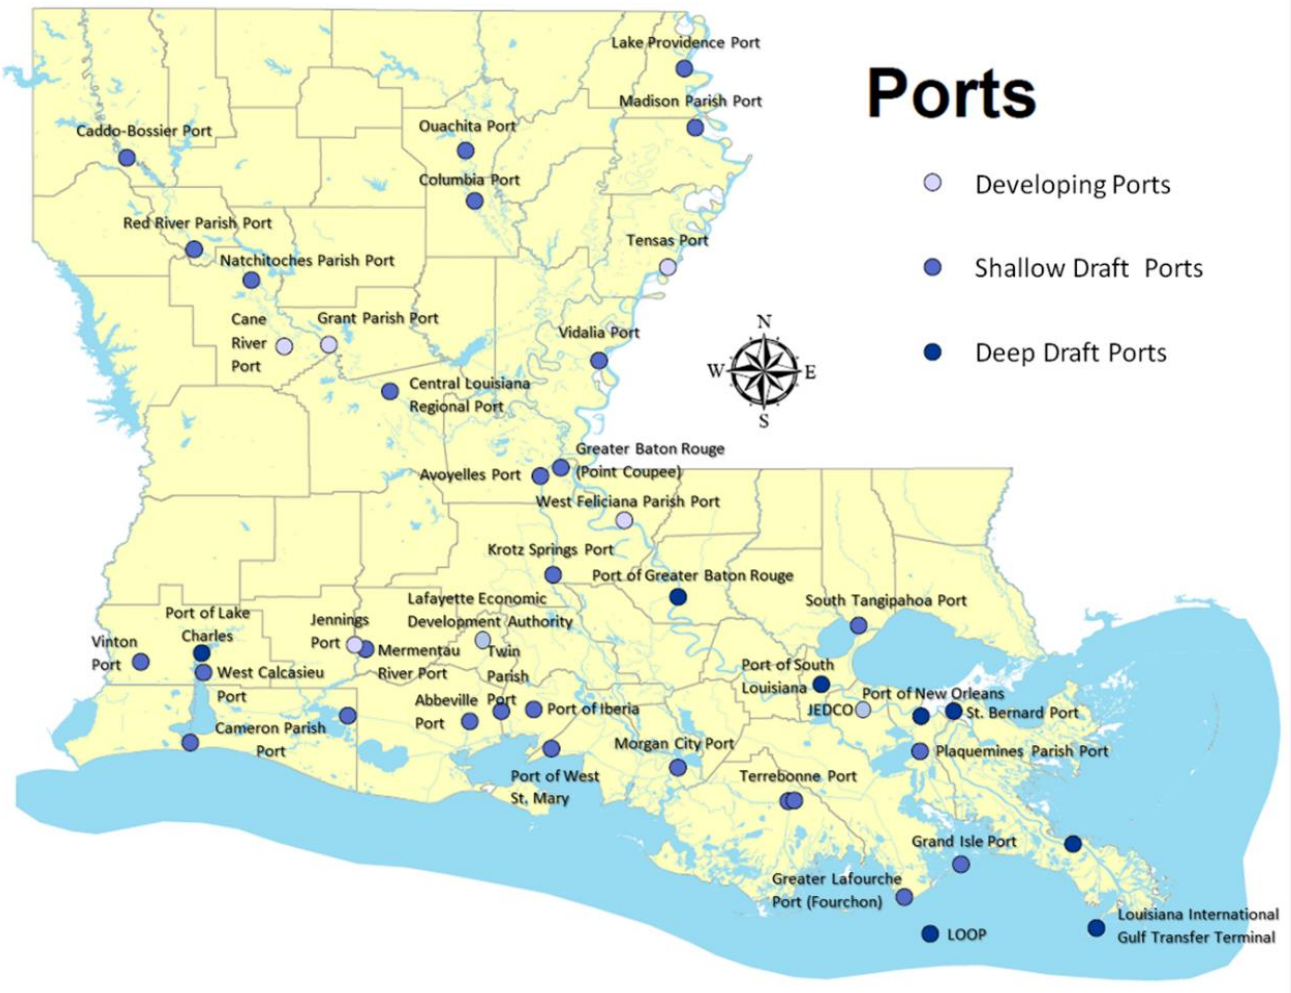 Ports
Developing Ports
Shallow Draft Ports
Deep Draft Ports
N
W
E
S
Lake Providence Port
Madison Parish Port
Caddo-Bossier Port
Ouachita Port
Columbia Port
Red River Parish Port
Tensas Port
Natchitoches Parish Port
Cane
River
Port
Grant Parish Port
Vidalia Port
Central Louisiana
Regional Port
Greater Baton Rouge
(Point Coupee)
Avoyelles Port
West Feliciana Parish Port
Krotz Springs Port
Port of Greater Baton Rouge
Lafayette Economic
Development Authority
South Tangipahoa Port
Port of Lake
Charles
Jennings
Port
Vinton
Port
Mermentau
River Port
Twin
Parish
Port
West Calcasieu
Port
Port of South
Louisiana
Abbeville
Port
Port of Iberia
JEDCO
Port of New Orleans
St. Bernard Port
Cameron Parish
Port
Morgan City Port
Plaquemines Parish Port
Port of West
St. Mary
Terrebonne Port
Grand Isle Port
Greater Lafourche
Port (Fourchon)
LOOP
Louisiana International
Gulf Transfer Terminal